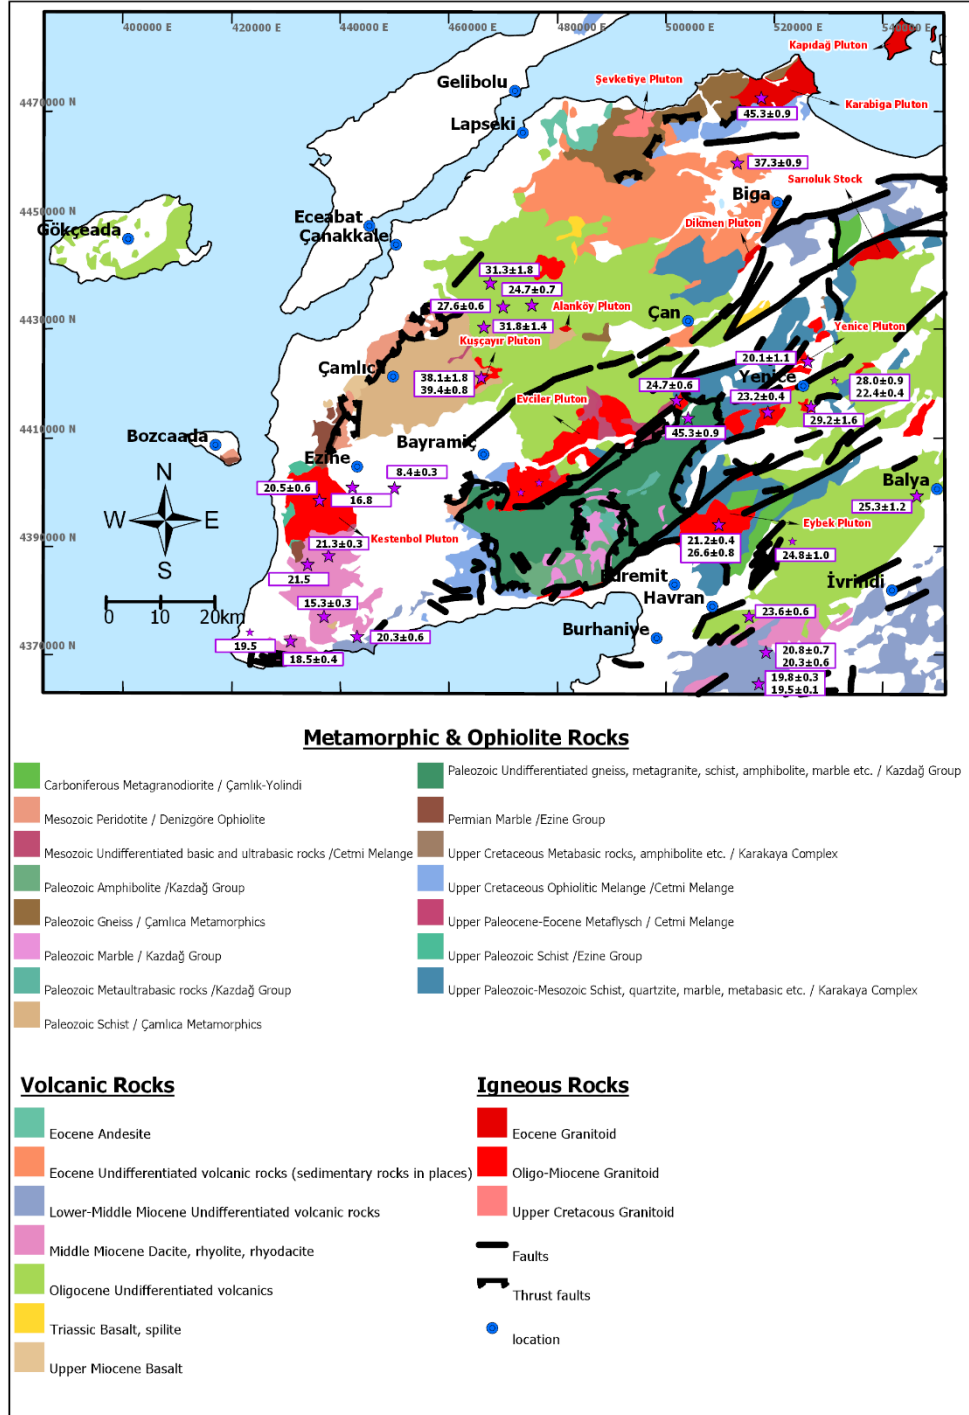 400000 E
420000 E
440000 E
460000 E
480000 E
500000 E
520000 E
540000 E
Kapıdağ Pluton
Şevketiye Pluton
Gelibolu
4470000 N
Karabiga Pluton
45.3±0.9
Lapseki
37.3±0.9
Sarıoluk Stock
Biga
4450000 N
Gökçeada
Eceabat
Çanakkale
Dikmen Pluton
31.3±1.8
24.7±0.7
27.6±0.6
Alanköy Pluton
Çan
4430000 N
31.8±1.4
Yenice Pluton
Kuşçayır Pluton
20.1±1.1
Çamlıca
38.1±1.8
39.4±0.8
24.7±0.6
Yenice
28.0±0.9
22.4±0.4
23.2±0.4
Evciler Pluton
29.2±1.6
45.3±0.9
4410000 N
Bozcaada
Bayramiç
Ezine
8.4±0.3
Balya
20.5±0.6
16.8
25.3±1.2
N
W
E
S
Eybek Pluton
Kestenbol Pluton
21.2±0.4
26.6±0.8
4390000 N
21.3±0.3
24.8±1.0
21.5
Edremit
İvrindi
Havran
15.3±0.3
0 10 20km
23.6±0.6
Burhaniye
20.3±0.6
19.5
4370000 N
18.5±0.4
20.8±0.7
20.3±0.6
19.8±0.3
19.5±0.1
Metamorphic & Ophiolite Rocks
Carboniferous Metagranodiorite / Çamlık-Yolindi
Mesozoic Peridotite / Denizgöre Ophiolite
Mesozoic Undifferentiated basic and ultrabasic rocks /Cetmi Melange
Paleozoic Amphibolite /Kazdağ Group
Paleozoic Gneiss / Çamlıca Metamorphics
Paleozoic Marble / Kazdağ Group
Paleozoic Metaultrabasic rocks /Kazdağ Group
Paleozoic Schist / Çamlıca Metamorphics
Paleozoic Undifferentiated gneiss, metagranite, schist, amphibolite, marble etc. / Kazdağ Group
Permian Marble /Ezine Group
Upper Cretaceous Metabasic rocks, amphibolite etc. / Karakaya Complex
Upper Cretaceous Ophiolitic Melange /Cetmi Melange
Upper Paleocene-Eocene Metaflysch / Cetmi Melange
Upper Paleozoic Schist /Ezine Group
Upper Paleozoic-Mesozoic Schist, quartzite, marble, metabasic etc. / Karakaya Complex
Volcanic Rocks
Eocene Andesite
Eocene Undifferentiated volcanic rocks (sedimentary rocks in places)
Lower-Middle Miocene Undifferentiated volcanic rocks
Middle Miocene Dacite, rhyolite, rhyodacite
Oligocene Undifferentiated volcanics
Triassic Basalt, spilite
Upper Miocene Basalt
Igneous Rocks
Eocene Granitoid
Oligo-Miocene Granitoid
Upper Cretacous Granitoid
Faults
Thrust faults
location